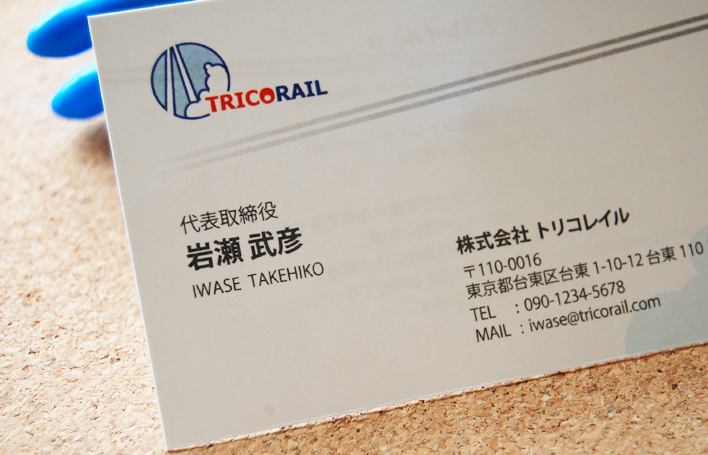 TRICORAIL
代表取締役
岩瀬 武彦
IWASE TAKEHIKO
株式会社 トリコレイル
〒110-0016
東京都台東区台東 1-10-12 台東 110
TEL : 090-1234-5678
MAIL : iwase@tricorail.com